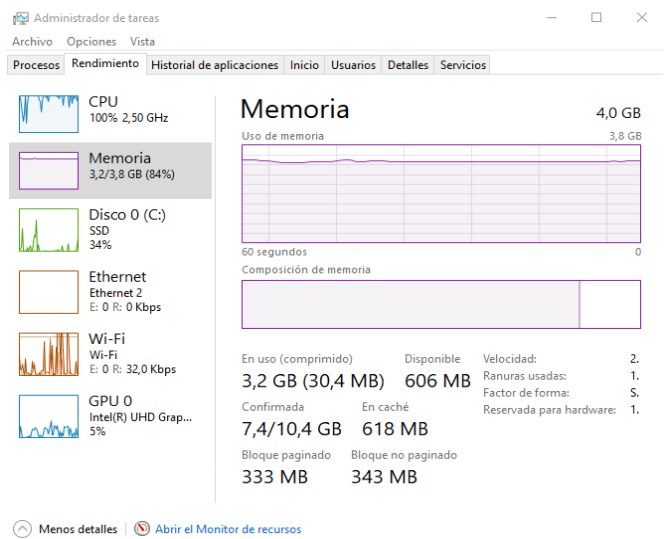 Administrador de tareas
Archivo Opciones Vista
Procesos Rendimiento Historial de aplicaciones Inicio Usuarios Detalles Servicios
CPU
100% 2,50 GHz
Memoria
3,2/3,8 GB (84%)
Disco 0 (C:)
SSD
34%
Ethernet
Ethernet 2
E: 0 R: 0 Kbps
Wi-Fi
Wi-Fi
E: 0 R: 32,0 Kbps
GPU 0
Intel(R) UHD Grap...
5%
Memoria 4,0 GB
Uso de memoria 3,8 GB
60 segundos 0
Composición de memoria
En uso (comprimido) Disponible
3,2 GB (30,4 MB) 606 MB
Confirmada En caché
7,4/10,4 GB 618 MB
Bloque paginado Bloque no paginado
333 MB 343 MB
Velocidad: 2.
Ranuras usadas: 1.
Factor de forma: S.
Reservada para hardware: 1.
Menos detalles Abrir el Monitor de recursos